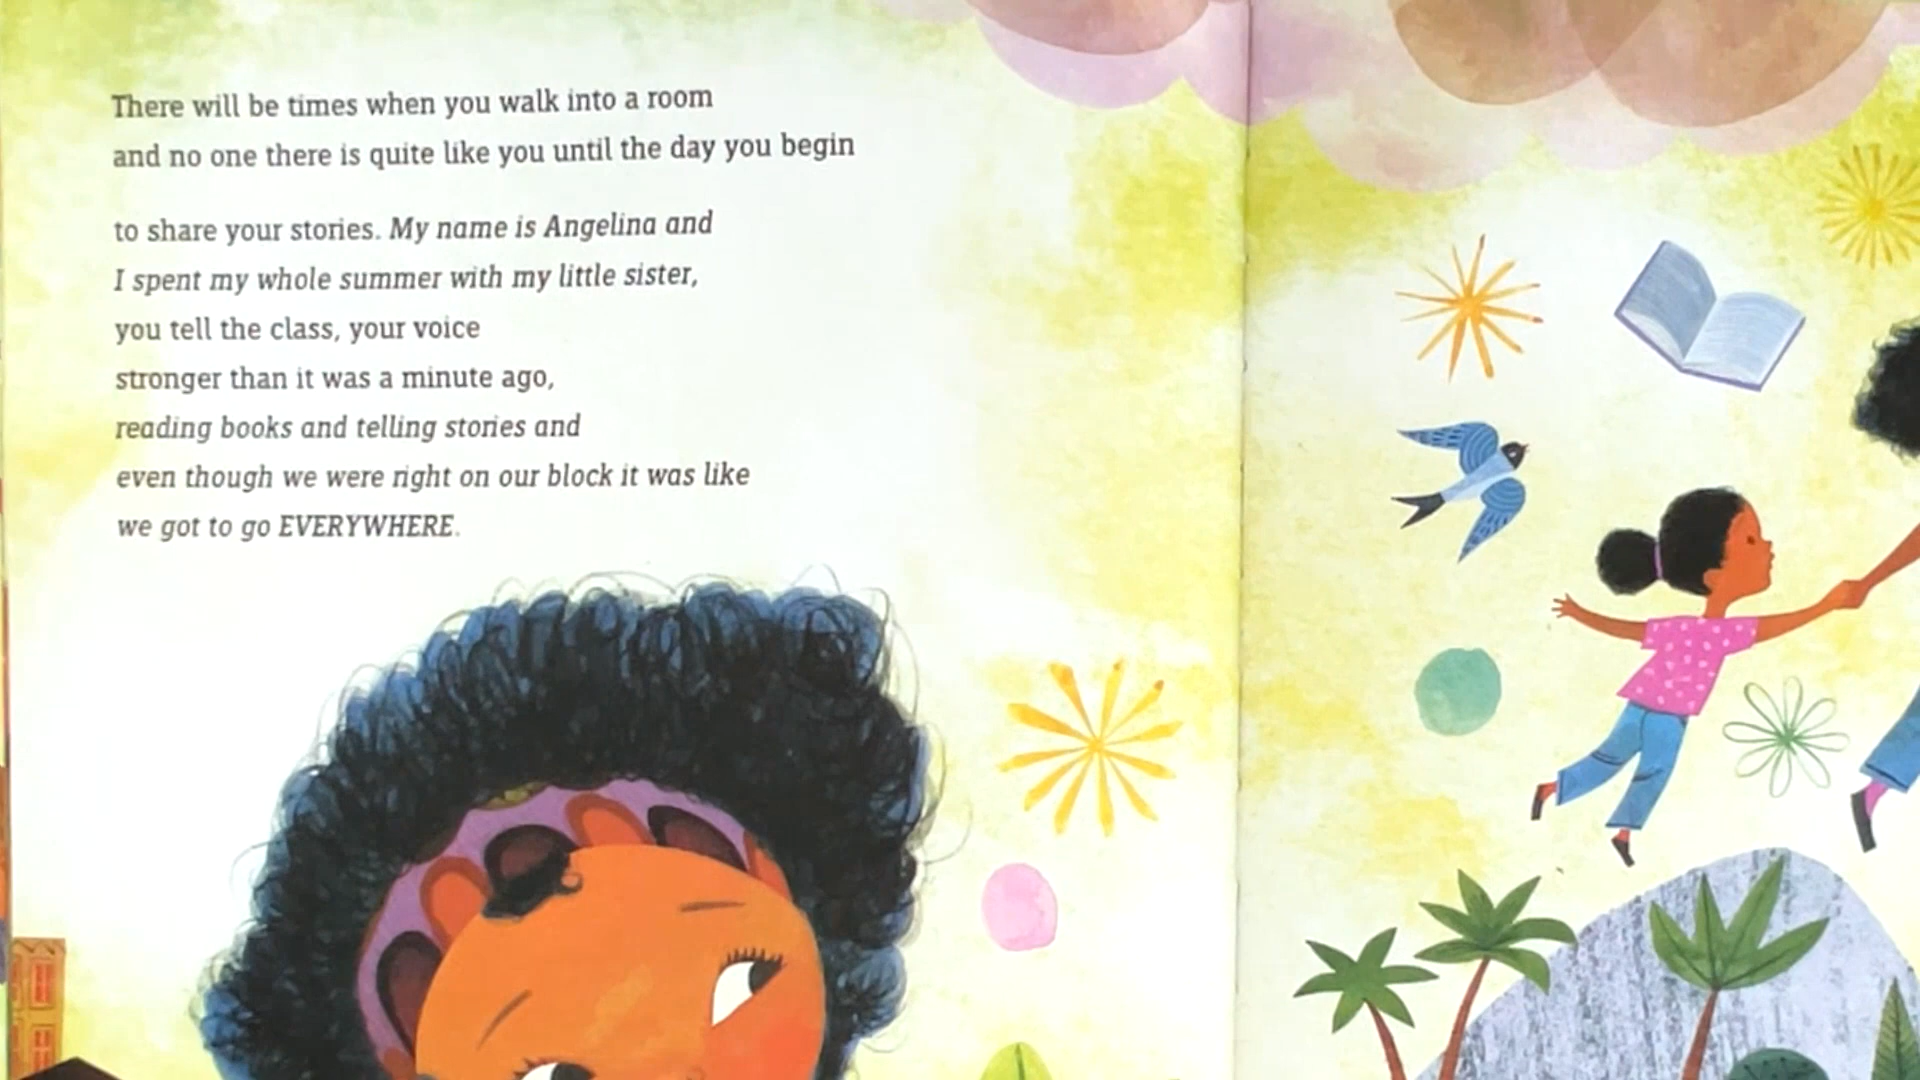 There will be times when you walk into a room
and no one there is quite like you until the day you begin
to share your stories. My name is Angelina and
I spent my whole summer with my little sister,
you tell the class, your voice
stronger than it was a minute ago,
reading books and telling stories and
even though we were right on our block it was like
we got to go EVERYWHERE.